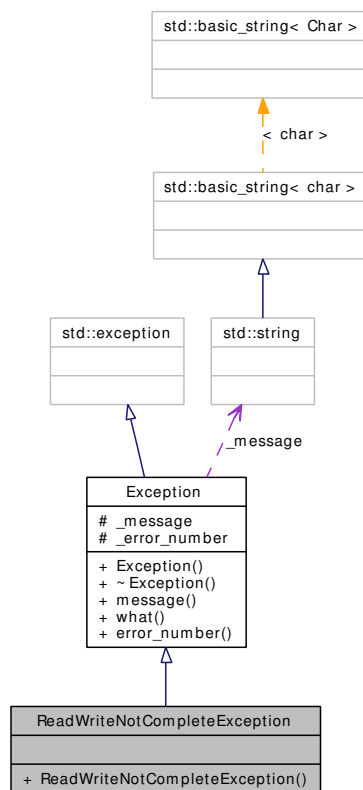 std::basic_string< Char >
< char >
std::basic_string< char >
std::exception
std::string
_message
Exception
# _message
# _error_number
+ Exception()
+ ~Exception()
+ message()
+ what()
+ error_number()
ReadWriteNotCompleteException
+ ReadWriteNotCompleteException()